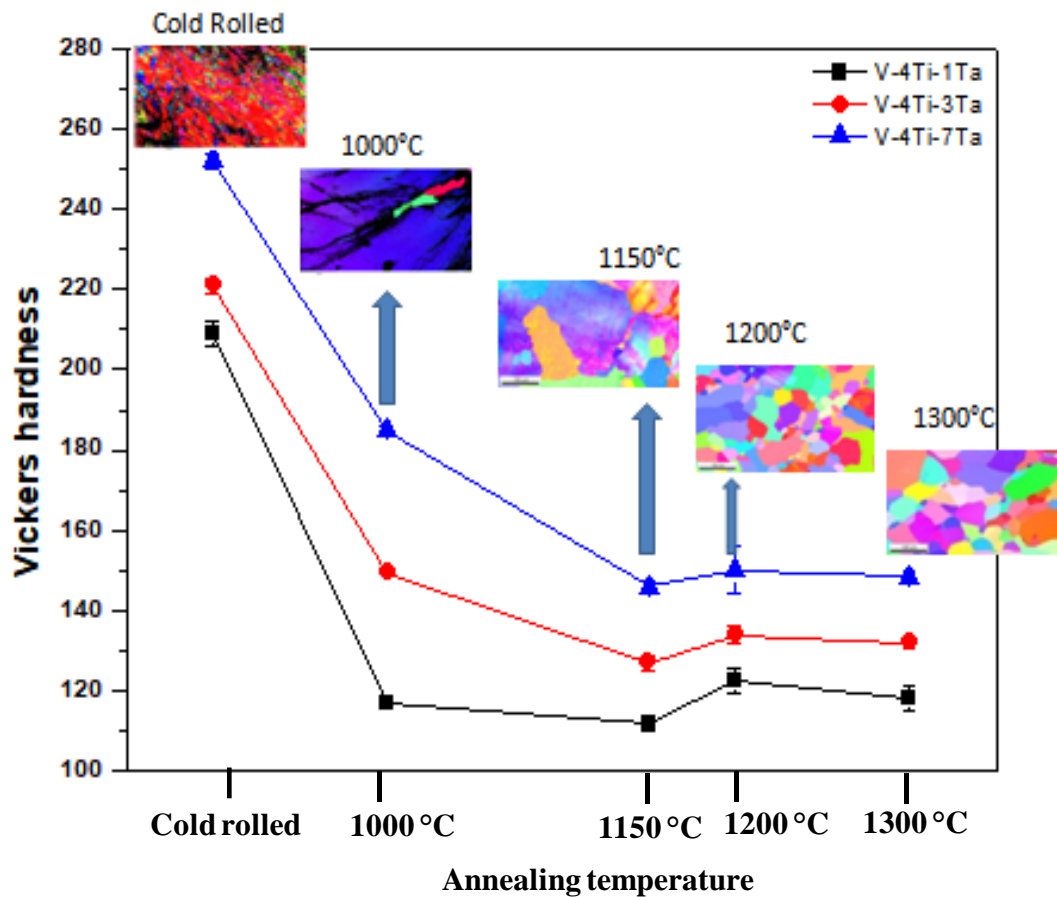 Cold Rolled
280
260
240
220
200
180
160
140
120
100
Vickers hardness
V-4Ti-1Ta
V-4Ti-3Ta
V-4Ti-7Ta
1000°C
1150°C
1200°C
1300°C
Cold rolled
1000 °C
1150 °C
1200 °C
1300 °C
Annealing temperature